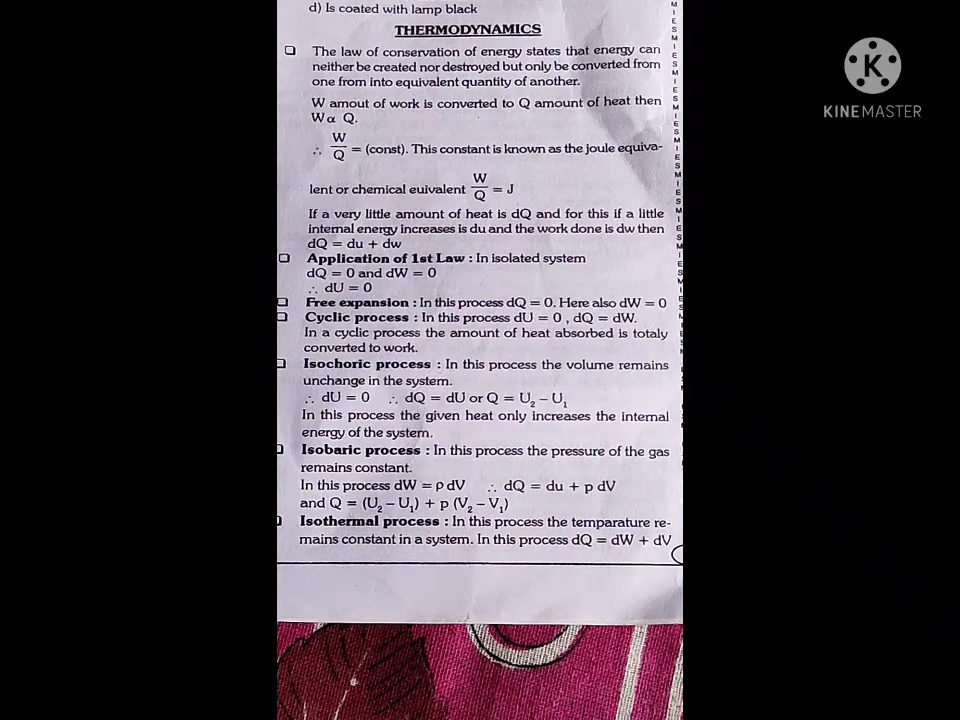 d) Is coated with lamp black
THERMODYNAMICS
❑ The law of conservation of energy states that energy can
neither be created nor destroyed but only be converted from
one from into equivalent quantity of another.
W amout of work is converted to Q amount of heat then
W α Q.
∴ W/Q = (const). This constant is known as the joule equiva-
lent or chemical euivalent W/Q = J
If a very little amount of heat is dQ and for this if a little
internal energy increases is du and the work done is dw then
dQ = du + dw
❑ Application of 1st Law : In isolated system
dQ = 0 and dW = 0
∴ dU = 0
❑ Free expansion : In this process dQ = 0. Here also dW = 0
❑ Cyclic process : In this process dU = 0 , dQ = dW.
In a cyclic process the amount of heat absorbed is totaly
converted to work.
❑ Isochoric process : In this process the volume remains
unchange in the system.
∴ dU = 0 ∴ dQ = dU or Q = U₂ – U₁
In this process the given heat only increases the internal
energy of the system.
❑ Isobaric process : In this process the pressure of the gas
remains constant.
In this process dW = ρ dV ∴ dQ = du + p dV
and Q = (U₂ – U₁) + p (V₂ – V₁)
❑ Isothermal process : In this process the temparature re-
mains constant in a system. In this process dQ = dW + dV
K
KINEMASTER